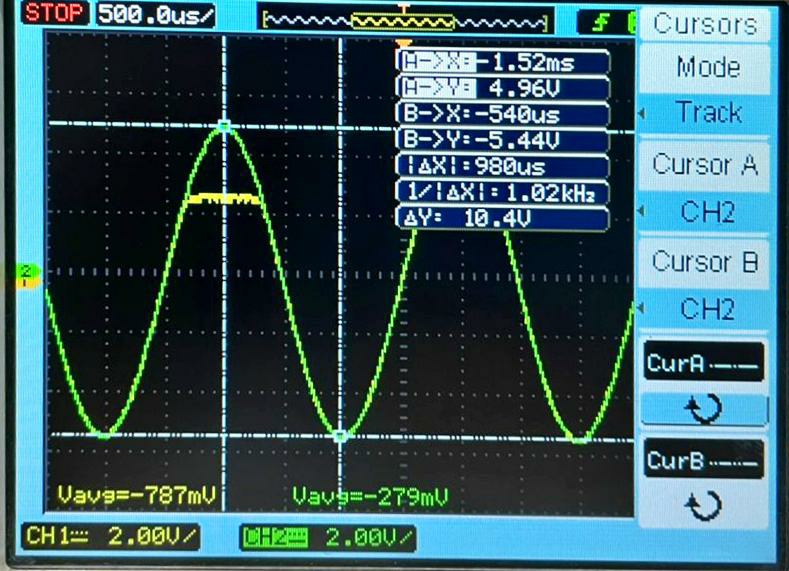 STOP 500.0us/ T
Cursors
Mode
Track
Cursor A
CH2
Cursor B
CH2
CurA
CurB
A->X:-1.52ms
A->Y: 4.96V
B->X:-540us
B->Y:-5.44V
|ΔX|:980us
1/|ΔX|: 1.02kHz
ΔY: 10.4V
2
1
Vavg=-787mV Vavg=-279mV
CH1 2.00V/ CH2 2.00V/